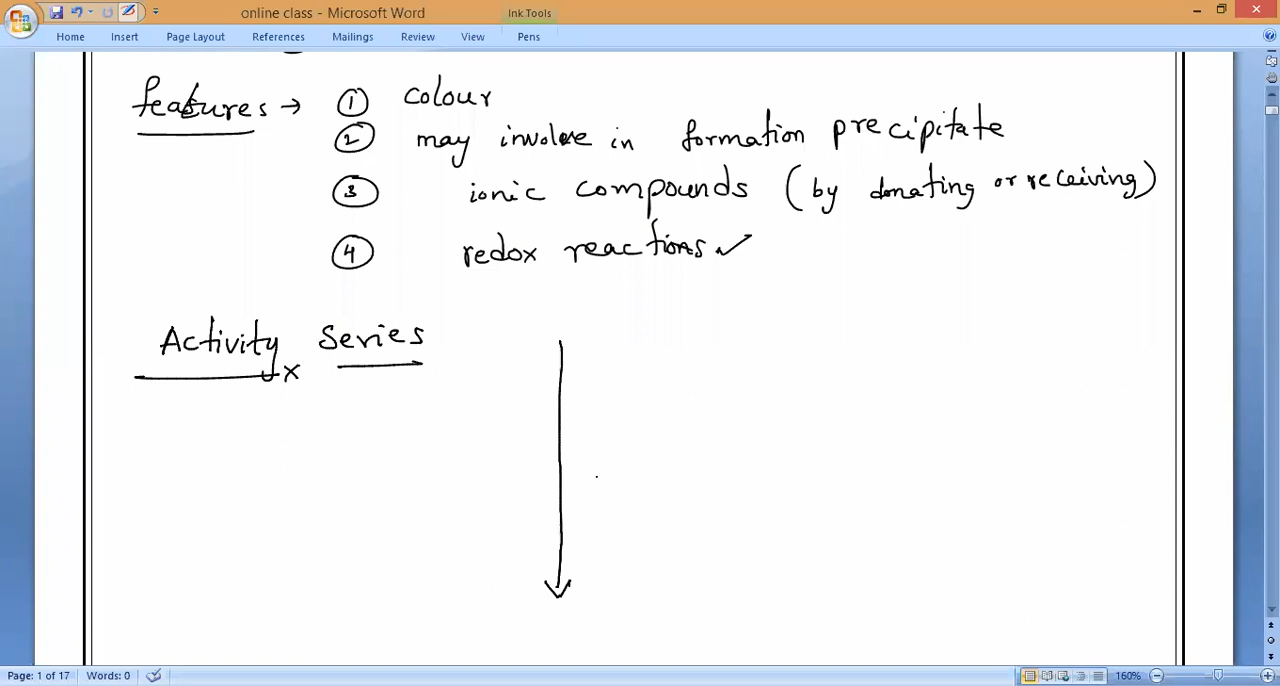 online class - Microsoft Word
Ink Tools
Home Insert Page Layout References Mailings Review View Pens
features → ① colour
② may involve in formation precipitate
③ ionic compounds (by donating or receiving)
④ redox reactions ✓
Activity Series
x
Page: 1 of 17 Words: 0 160%